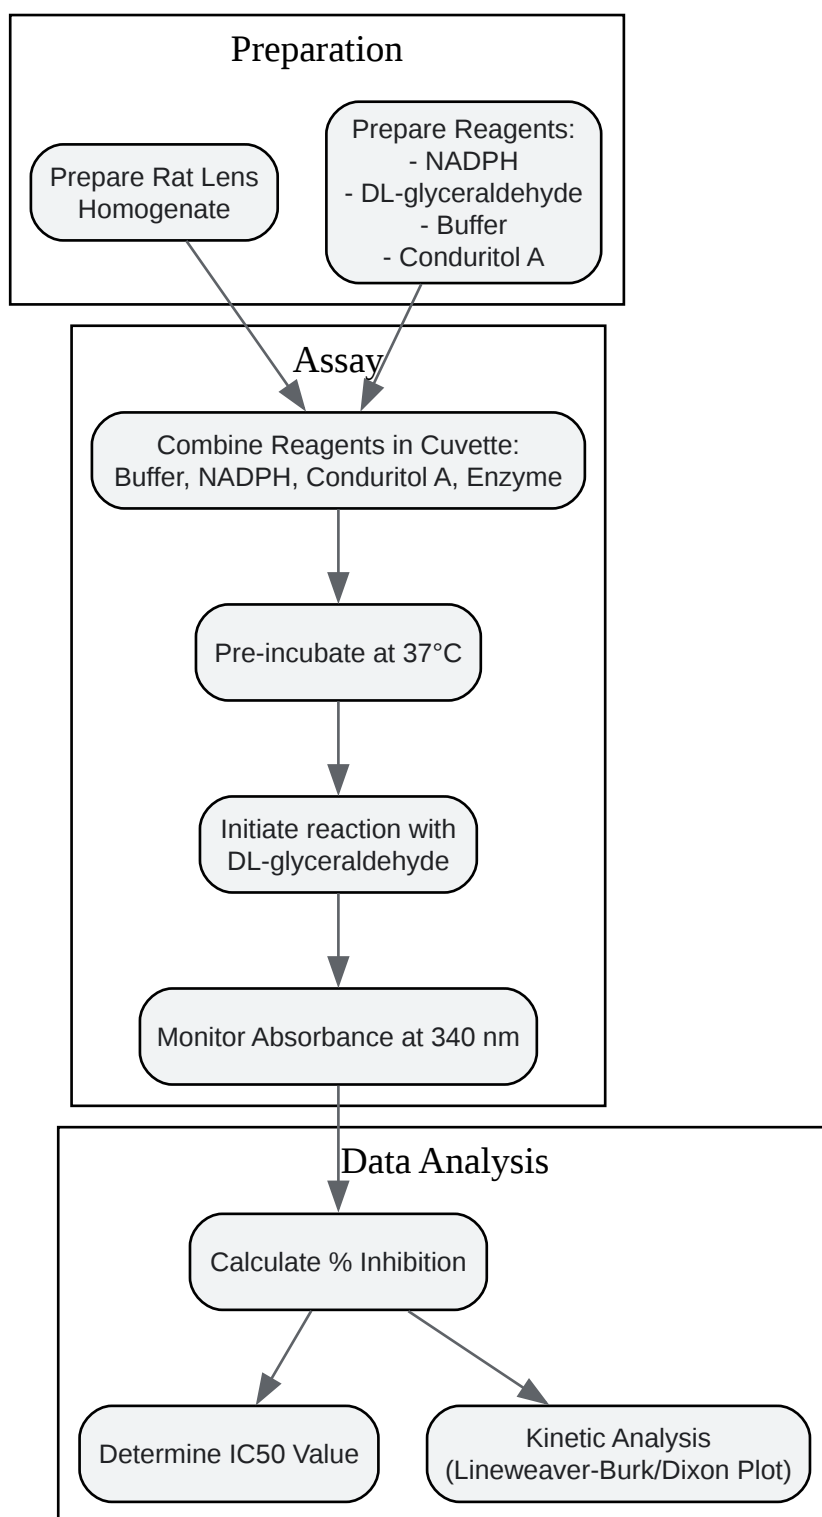 Preparation
Prepare Rat Lens
Homogenate
Prepare Reagents:
- NADPH
- DL-glyceraldehyde
- Buffer
- Conduritol A
Assay
Combine Reagents in Cuvette:
Buffer, NADPH, Conduritol A, Enzyme
Pre-incubate at 37°C
Initiate reaction with
DL-glyceraldehyde
Monitor Absorbance at 340 nm
Data Analysis
Calculate % Inhibition
Determine IC50 Value
Kinetic Analysis
(Lineweaver-Burk/Dixon Plot)